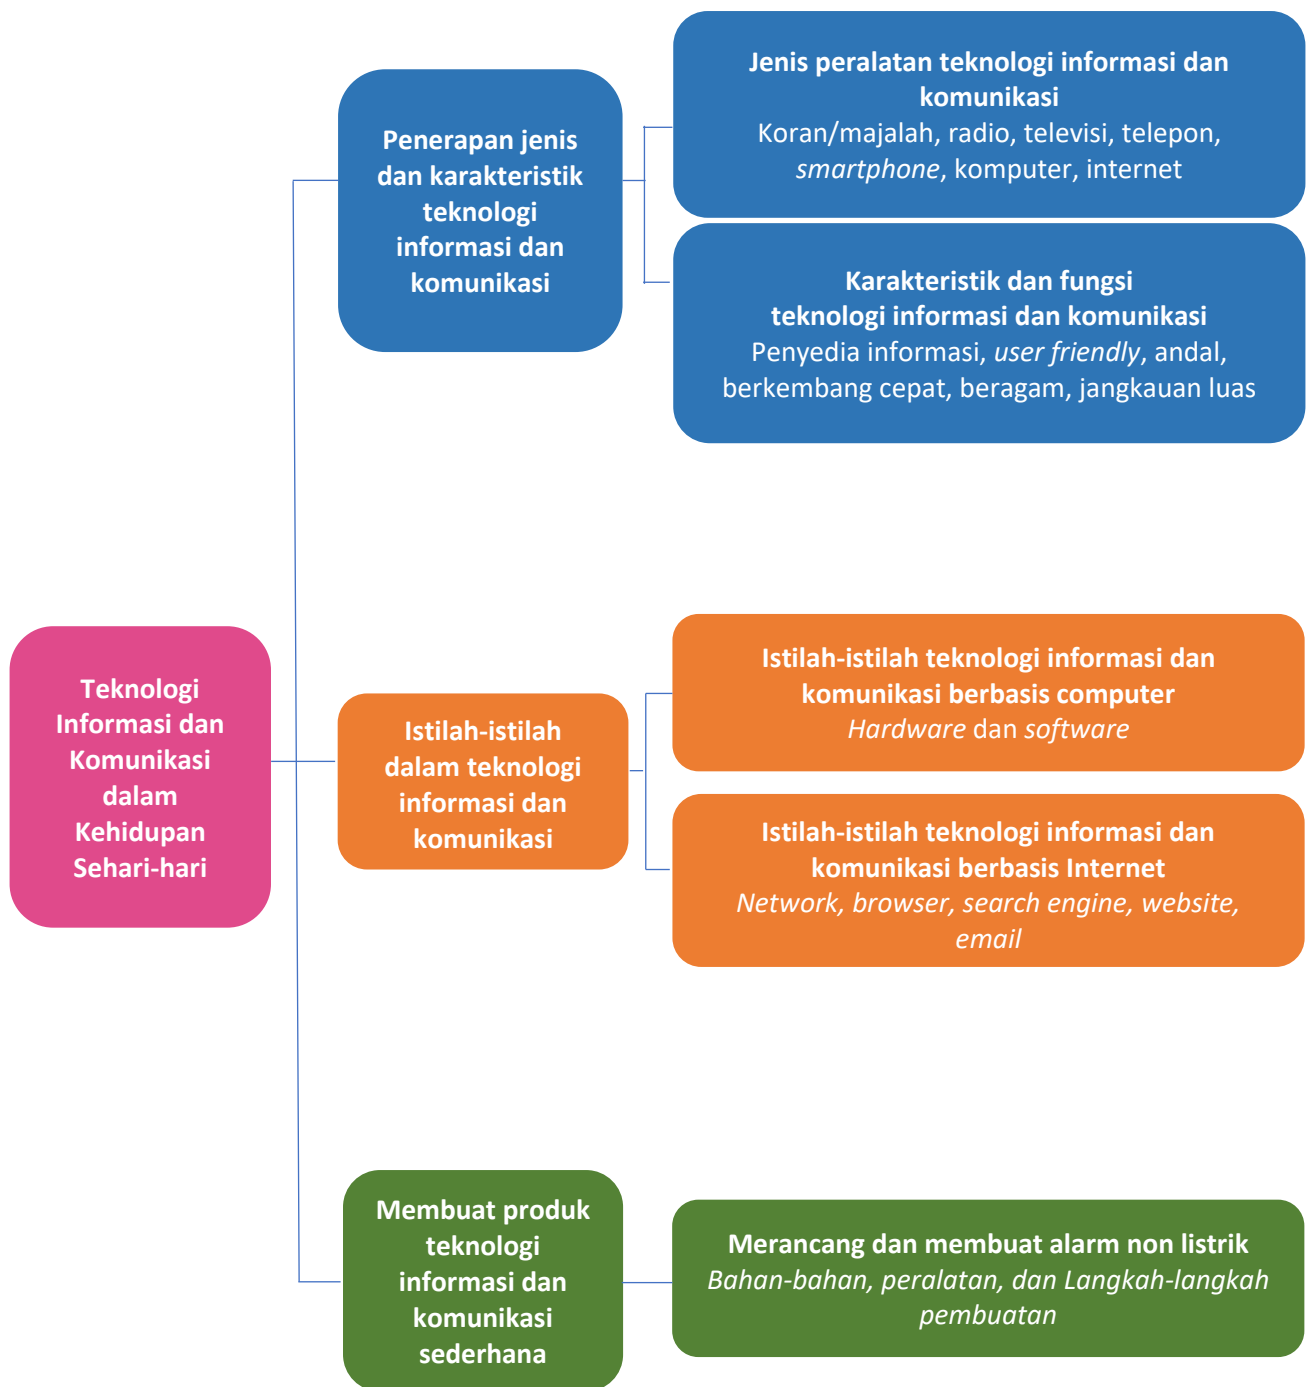 Teknologi
Informasi dan
Komunikasi
dalam
Kehidupan
Sehari-hari
Penerapan jenis
dan karakteristik
teknologi
informasi dan
komunikasi
Jenis peralatan teknologi informasi dan
komunikasi
Koran/majalah, radio, televisi, telepon,
smartphone, komputer, internet
Karakteristik dan fungsi
teknologi informasi dan komunikasi
Penyedia informasi, user friendly, andal,
berkembang cepat, beragam, jangkauan luas
Istilah-istilah
dalam teknologi
informasi dan
komunikasi
Istilah-istilah teknologi informasi dan
komunikasi berbasis computer
Hardware dan software
Istilah-istilah teknologi informasi dan
komunikasi berbasis Internet
Network, browser, search engine, website,
email
Membuat produk
teknologi
informasi dan
komunikasi
sederhana
Merancang dan membuat alarm non listrik
Bahan-bahan, peralatan, dan Langkah-langkah
pembuatan